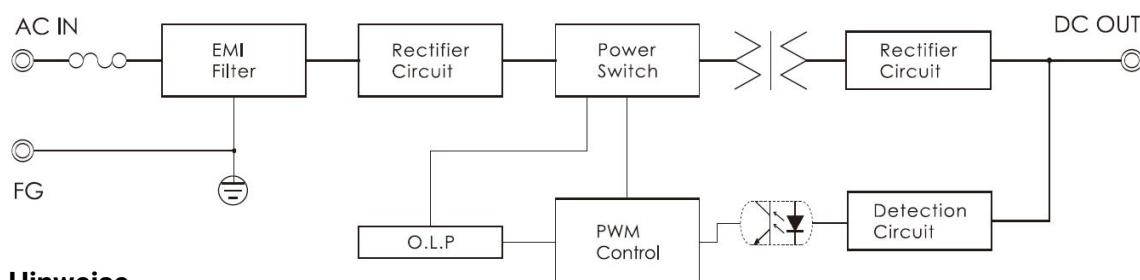 AC IN
DC OUT
EMI
Filter
Rectifier
Circuit
Power
Switch
Rectifier
Circuit
FG
O.L.P
PWM
Control
Detection
Circuit
Hinweise